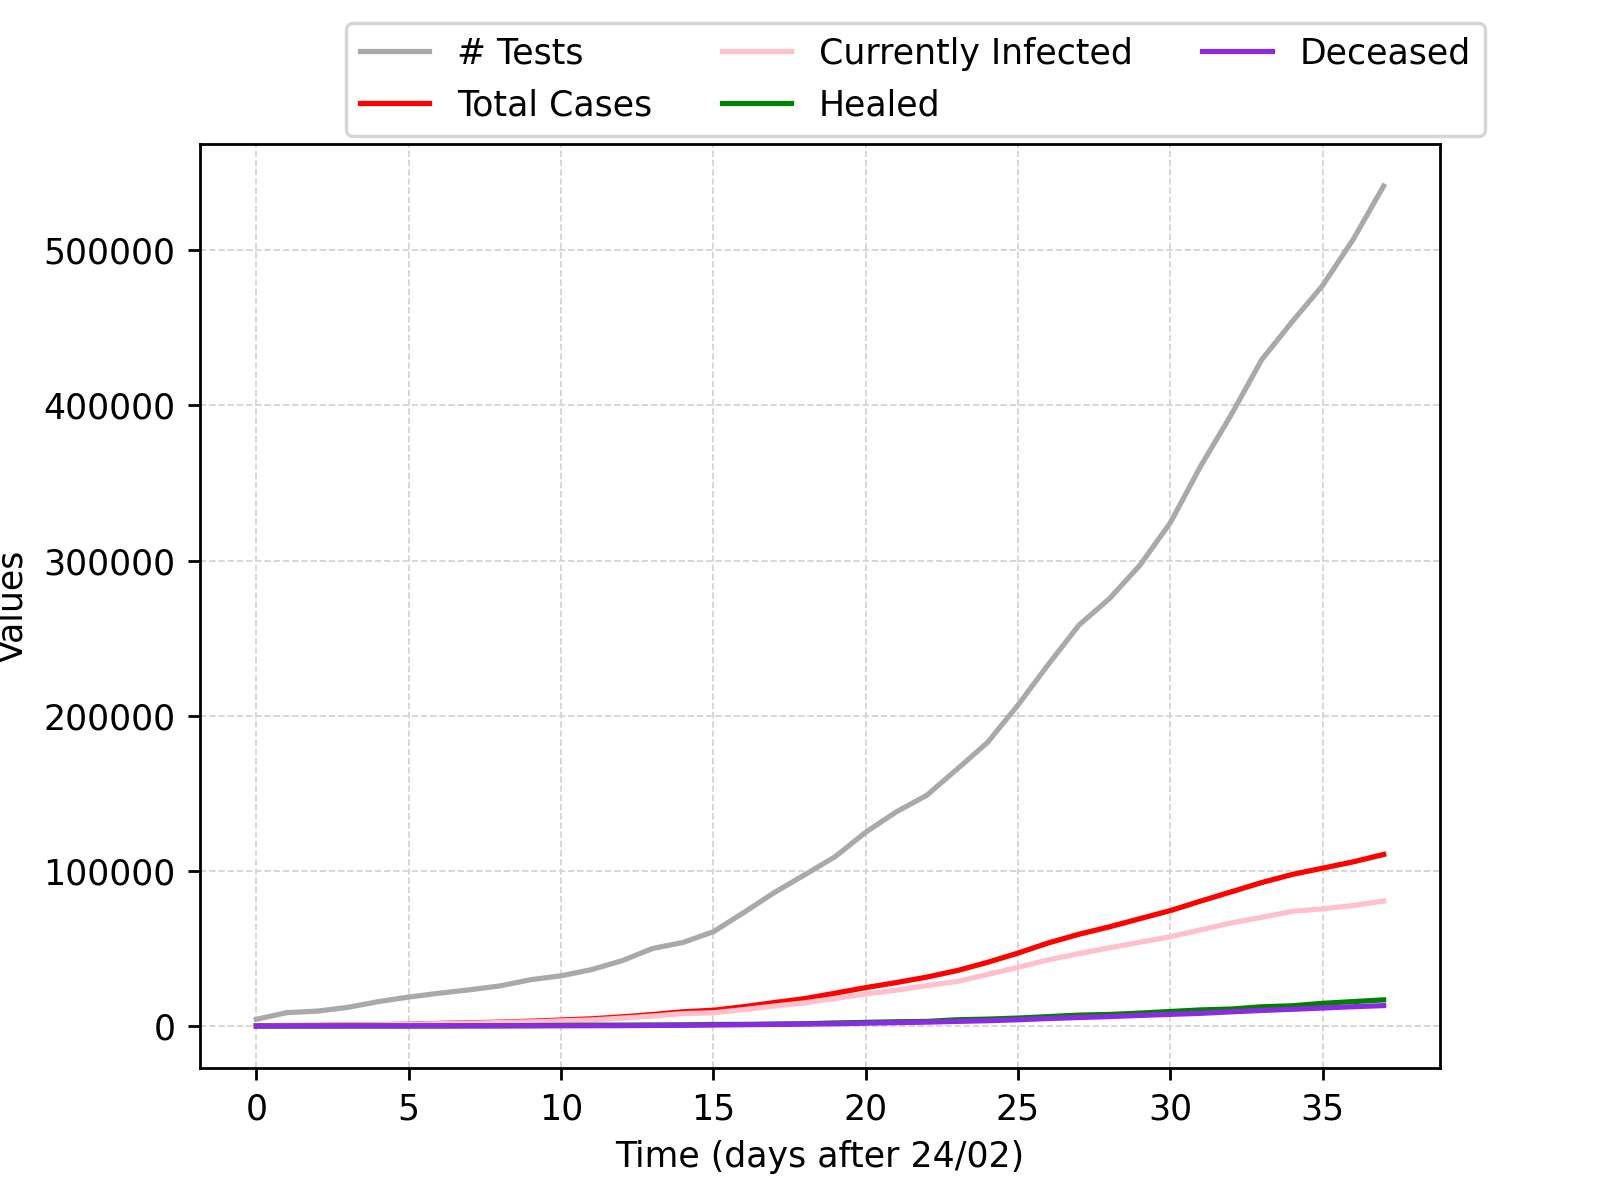 # Tests
Total Cases
Currently Infected
Healed
Deceased
500000
400000
300000
200000
100000
0
Values
0 5 10 15 20 25 30 35
Time (days after 24/02)